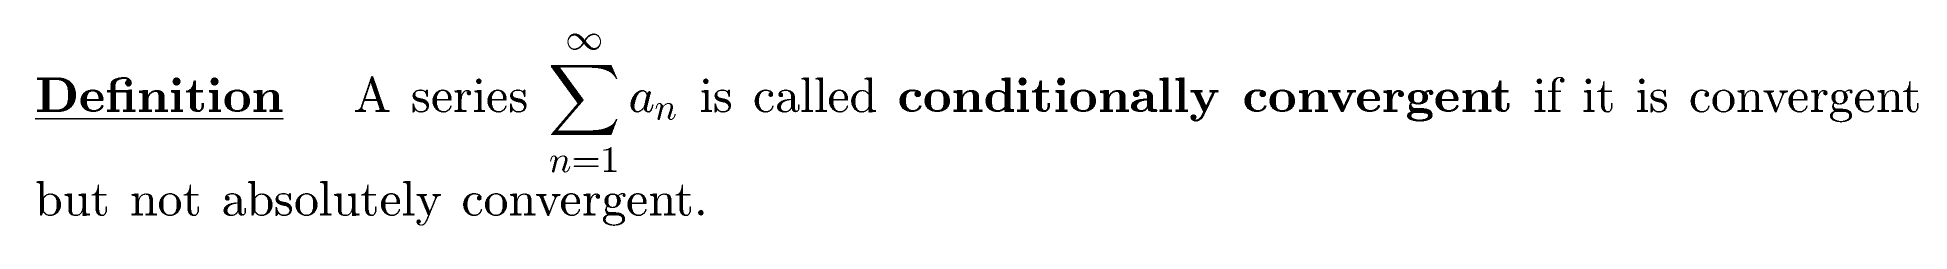 Definition A series $\sum_{n=1}^{\infty} a_n$ is called conditionally convergent if it is convergent
but not absolutely convergent.